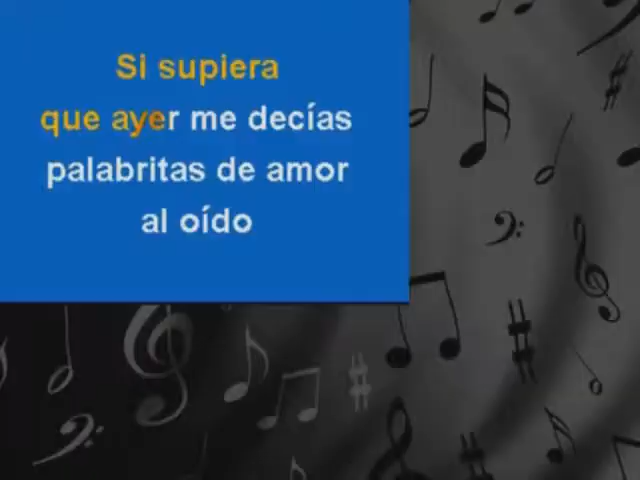 Si supiera
que ayer me decías
palabritas de amor
al oído